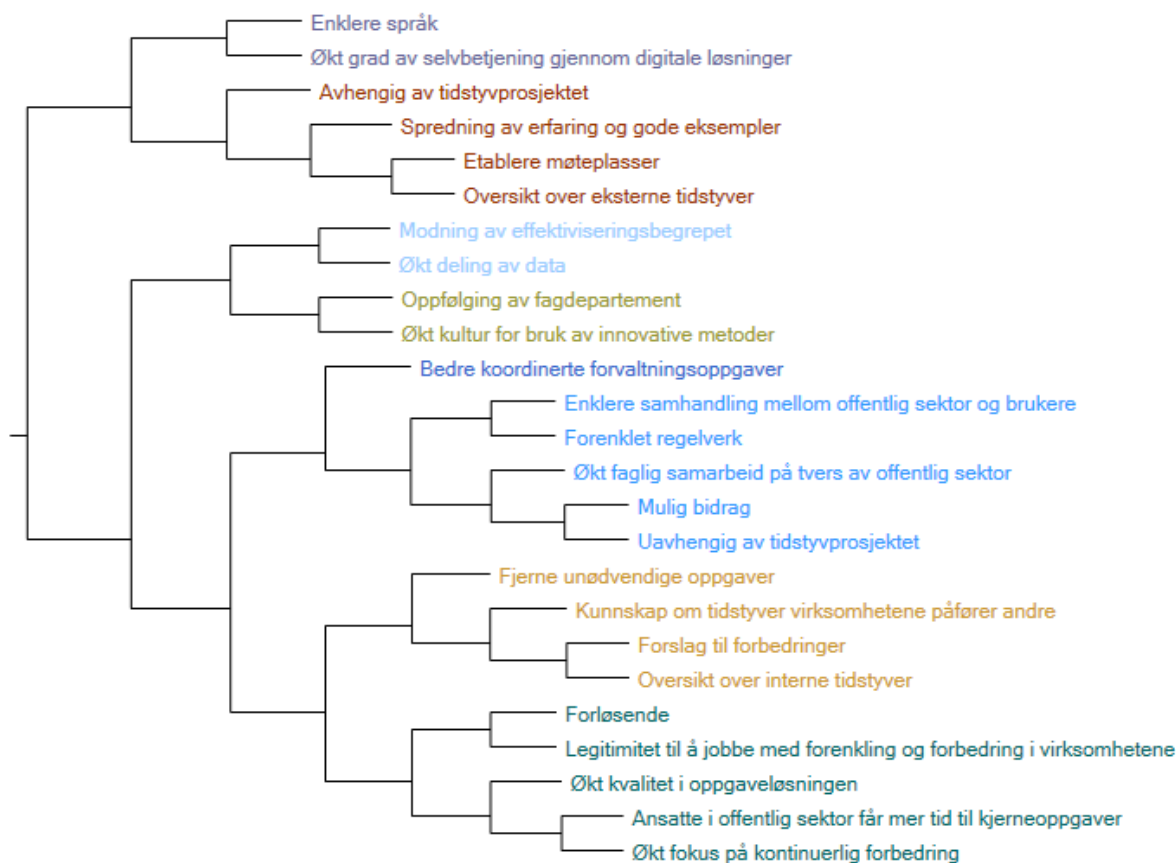 Enklere språk
Økt grad av selvbetjening gjennom digitale løsninger
Avhengig av tidstyvprosjektet
Spredning av erfaring og gode eksempler
Etablere møteplasser
Oversikt over eksterne tidstyver
Modning av effektiviseringsbegrepet
Økt deling av data
Oppfølging av fagdepartement
Økt kultur for bruk av innovative metoder
Bedre koordinerte forvaltningsoppgaver
Enklere samhandling mellom offentlig sektor og brukere
Forenklet regelverk
Økt faglig samarbeid på tvers av offentlig sektor
Mulig bidrag
Uavhengig av tidstyvprosjektet
Fjerne unødvendige oppgaver
Kunnskap om tidstyver virksomhetene påfører andre
Forslag til forbedringer
Oversikt over interne tidstyver
Forløsende
Legitimitet til å jobbe med forenkling og forbedring i virksomhetene
Økt kvalitet i oppgaveløsningen
Ansatte i offentlig sektor får mer tid til kjerneoppgaver
Økt fokus på kontinuerlig forbedring